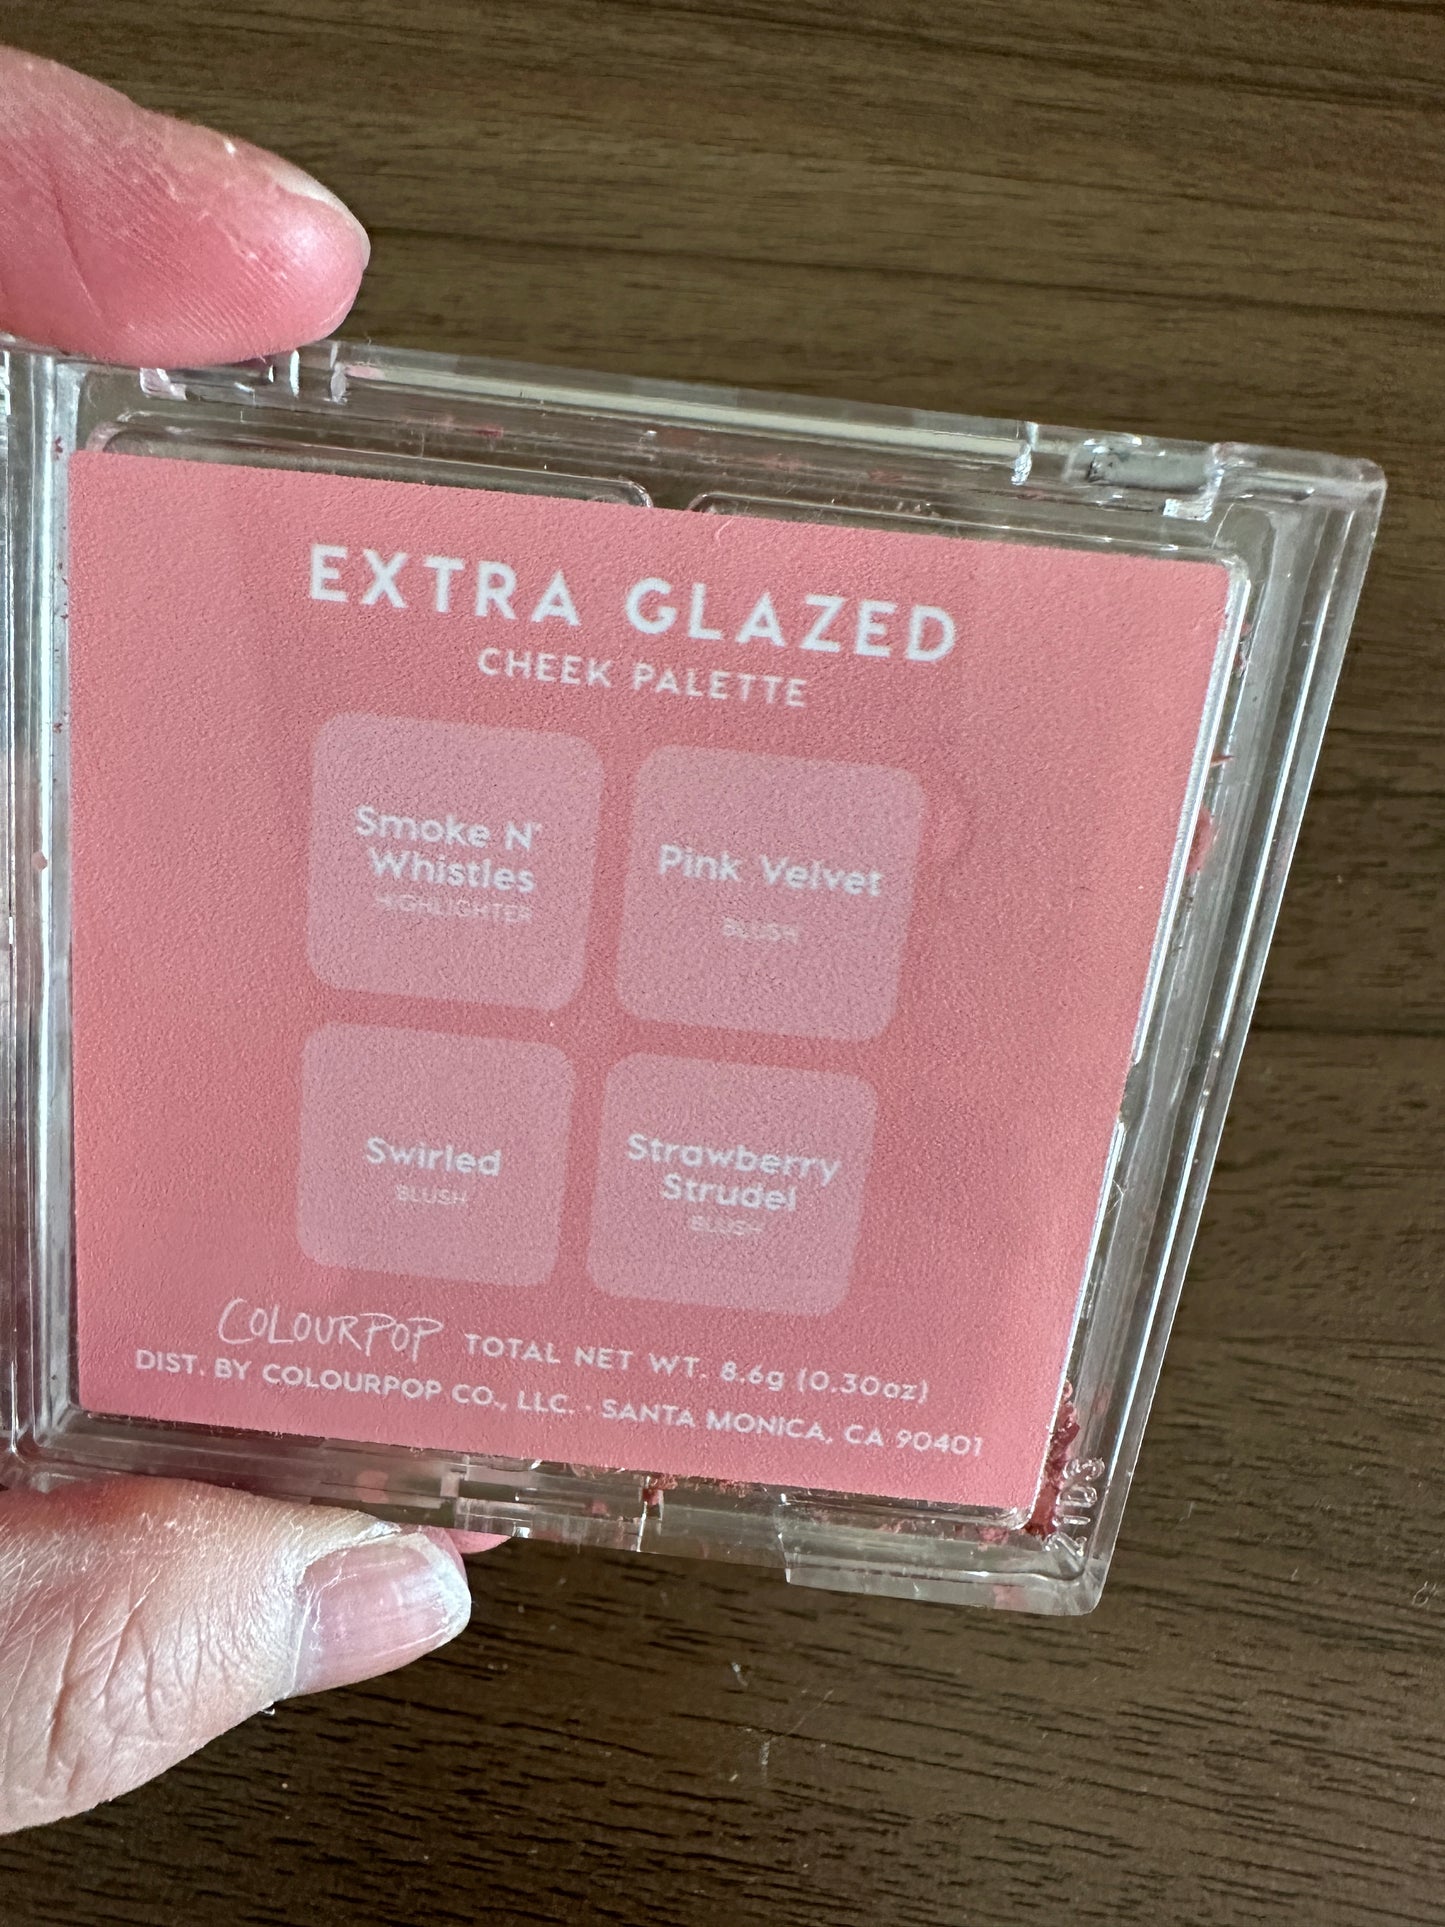 EXTRA GLAZED
CHEEK PALETTE
Smoke N'
Whistles
HIGHLIGHTER
Pink Velvet
BLUSH
Swirled
BLUSH
Strawberry
Strudel
BLUSH
COLOURPOP TOTAL NET WT. 8.6g (0.30oz)
DIST. BY COLOURPOP CO., LLC. · SANTA MONICA, CA 90401